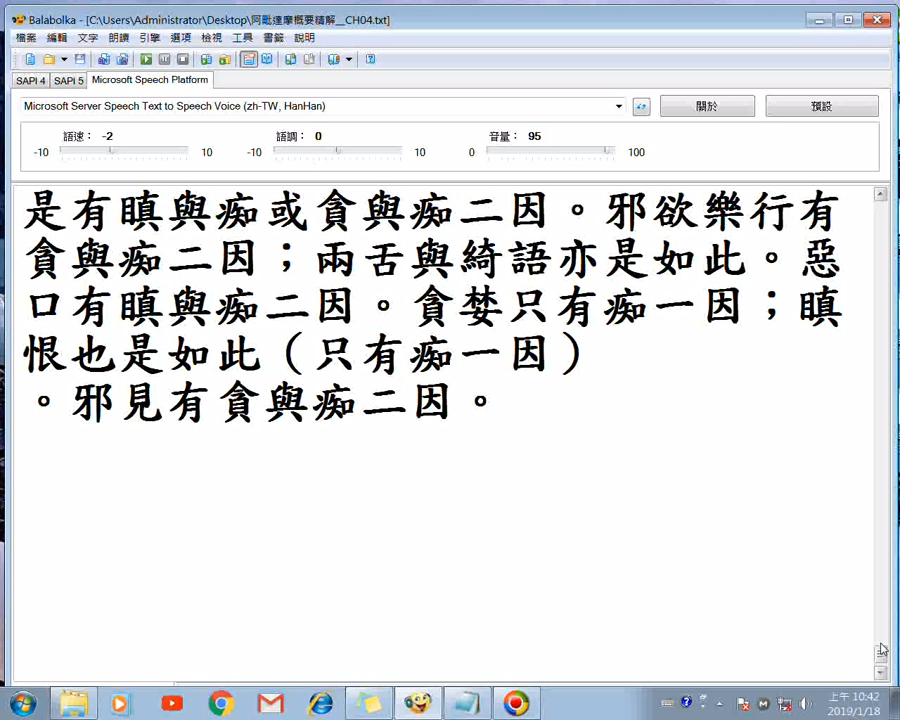 Balabolka - [C:\Users\Administrator\Desktop\阿毗達摩概要精解__CH04.txt]
檔案 編輯 文字 朗讀 引擎 選項 檢視 工具 書籤 說明
SAPI 4 SAPI 5 Microsoft Speech Platform
Microsoft Server Speech Text to Speech Voice (zh-TW, HanHan) 關於 預設
語速： -2 語調： 0 音量： 95
-10 10 -10 10 0 100
是有瞋與痴或貪與痴二因。邪欲樂行有
貪與痴二因；兩舌與綺語亦是如此。惡
口有瞋與痴二因。貪婪只有痴一因；瞋
恨也是如此（只有痴一因）
。邪見有貪與痴二因。
上午 10:42
2019/1/18